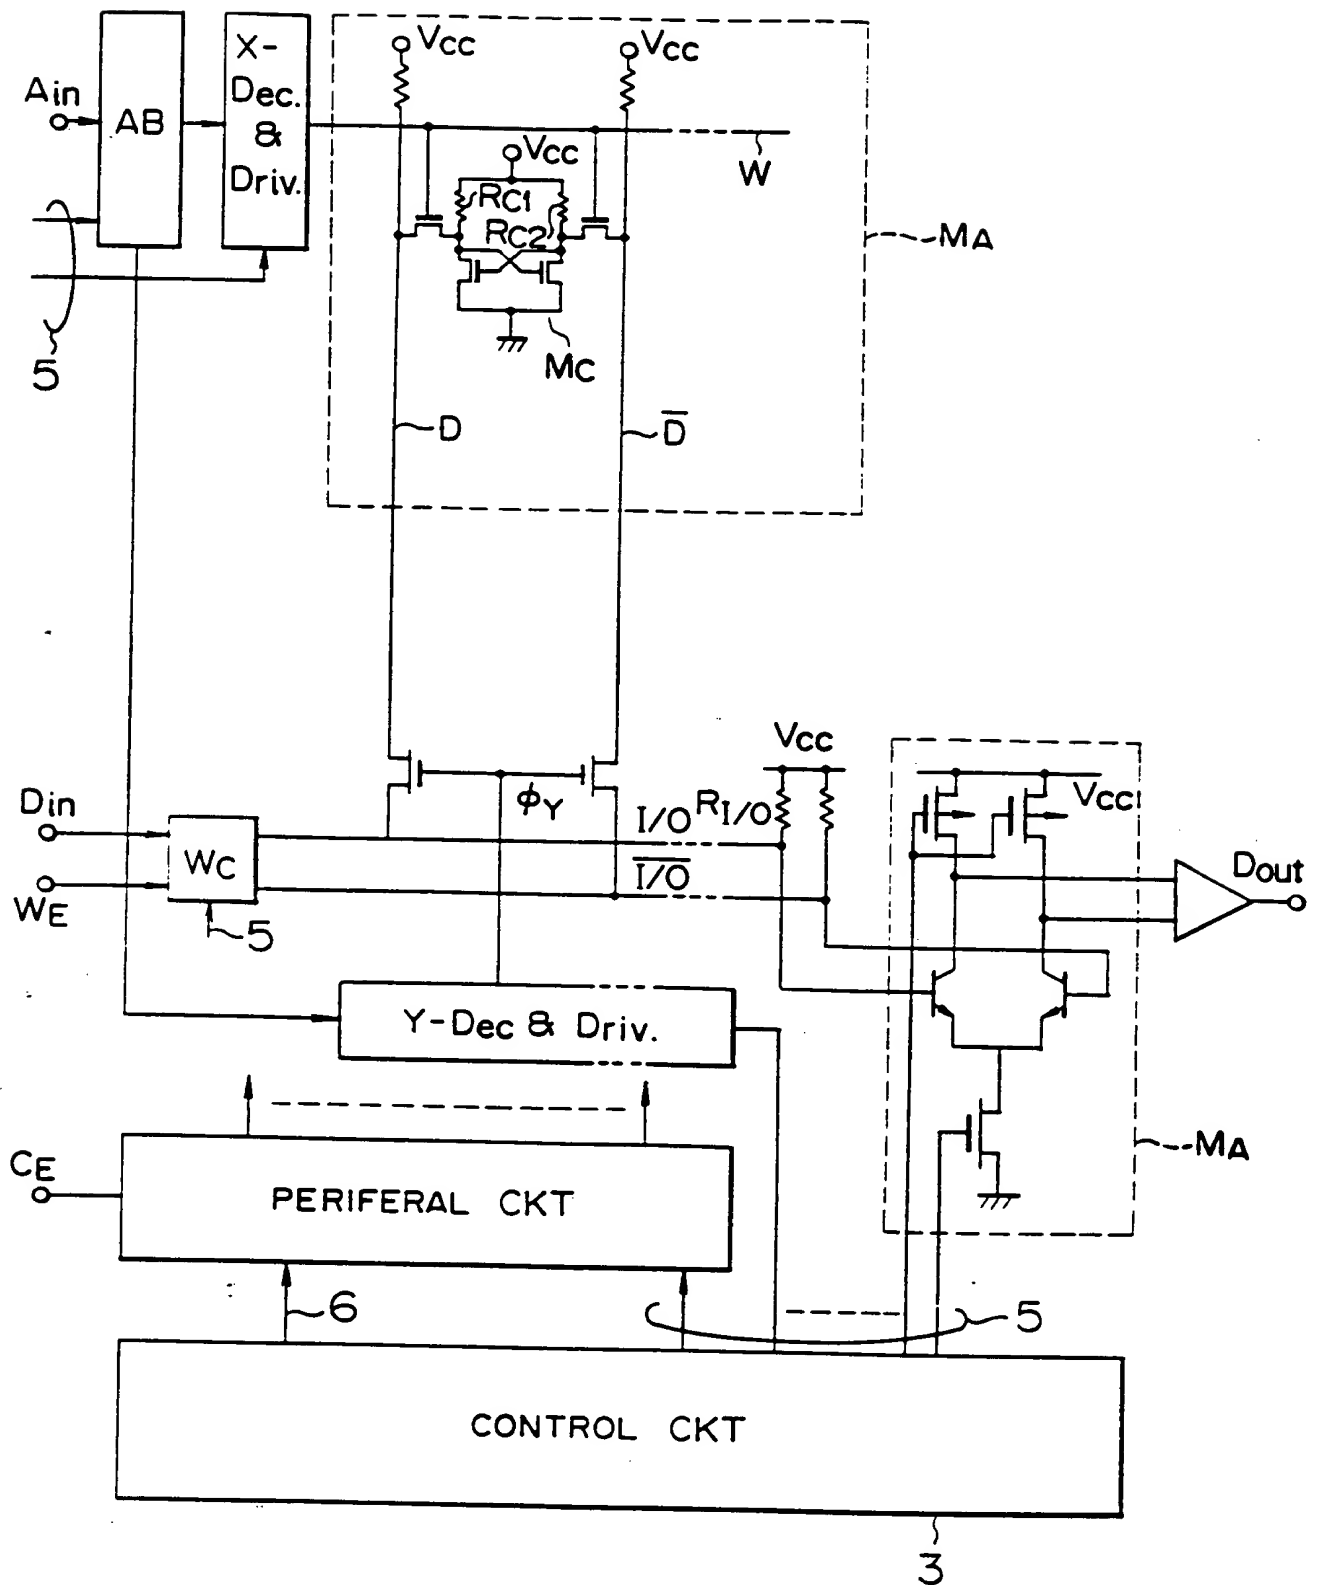 Ain
AB
X-
Dec.
&
Driv.
Vcc
Vcc
W
Vcc
RC1
RC2
MA
5
MC
D
D̅
Vcc
Din
WC
WE
5
ϕY
I/O
RI/O
I̅/̅O̅
Vcc
Dout
Y-Dec & Driv.
MA
CE
PERIFERAL CKT
6
5
CONTROL CKT
3